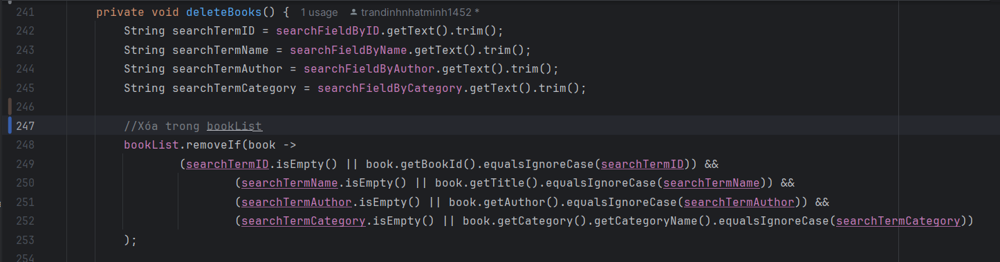 241 private void deleteBooks() { 1 usage trandinhnhatminh1452 *
242 String searchTermID = searchFieldByID.getText().trim();
243 String searchTermName = searchFieldByName.getText().trim();
244 String searchTermAuthor = searchFieldByAuthor.getText().trim();
245 String searchTermCategory = searchFieldByCategory.getText().trim();
246
247 //Xóa trong bookList
248 bookList.removeIf(book ->
249 (searchTermID.isEmpty() || book.getBookId().equalsIgnoreCase(searchTermID)) &&
250 (searchTermName.isEmpty() || book.getTitle().equalsIgnoreCase(searchTermName)) &&
251 (searchTermAuthor.isEmpty() || book.getAuthor().equalsIgnoreCase(searchTermAuthor)) &&
252 (searchTermCategory.isEmpty() || book.getCategory().getCategoryName().equalsIgnoreCase(searchTermCategory))
253 );
254